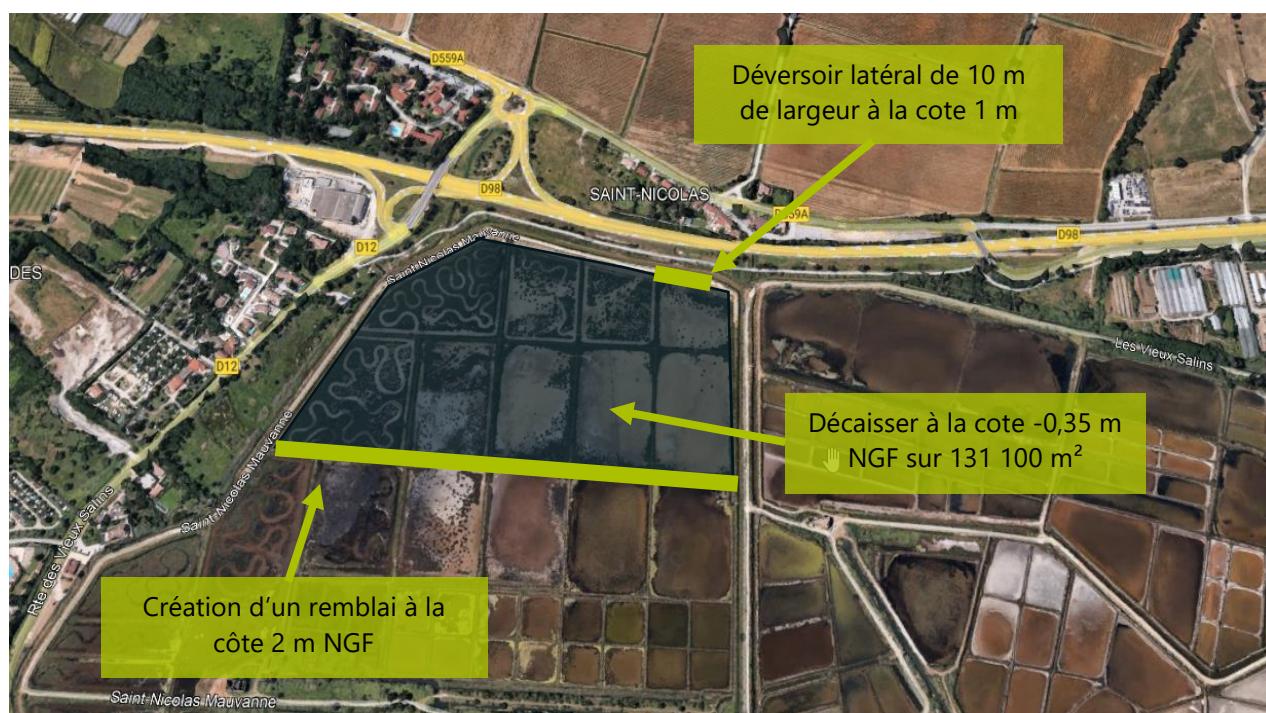 D559A
Déversoir latéral de 10 m
de largeur à la cote 1 m
D98
SAINT-NICOLAS
D559A
D98
D12
Saint-Nicolas Mauvanne
DES
Les Vieux Salins
D12
Décaisser à la cote -0,35 m
NGF sur 131 100 m²
Saint-Nicolas Mauvanne
Rte des Vieux Salins
Création d’un remblai à la
côte 2 m NGF
Saint-Nicolas Mauvanne